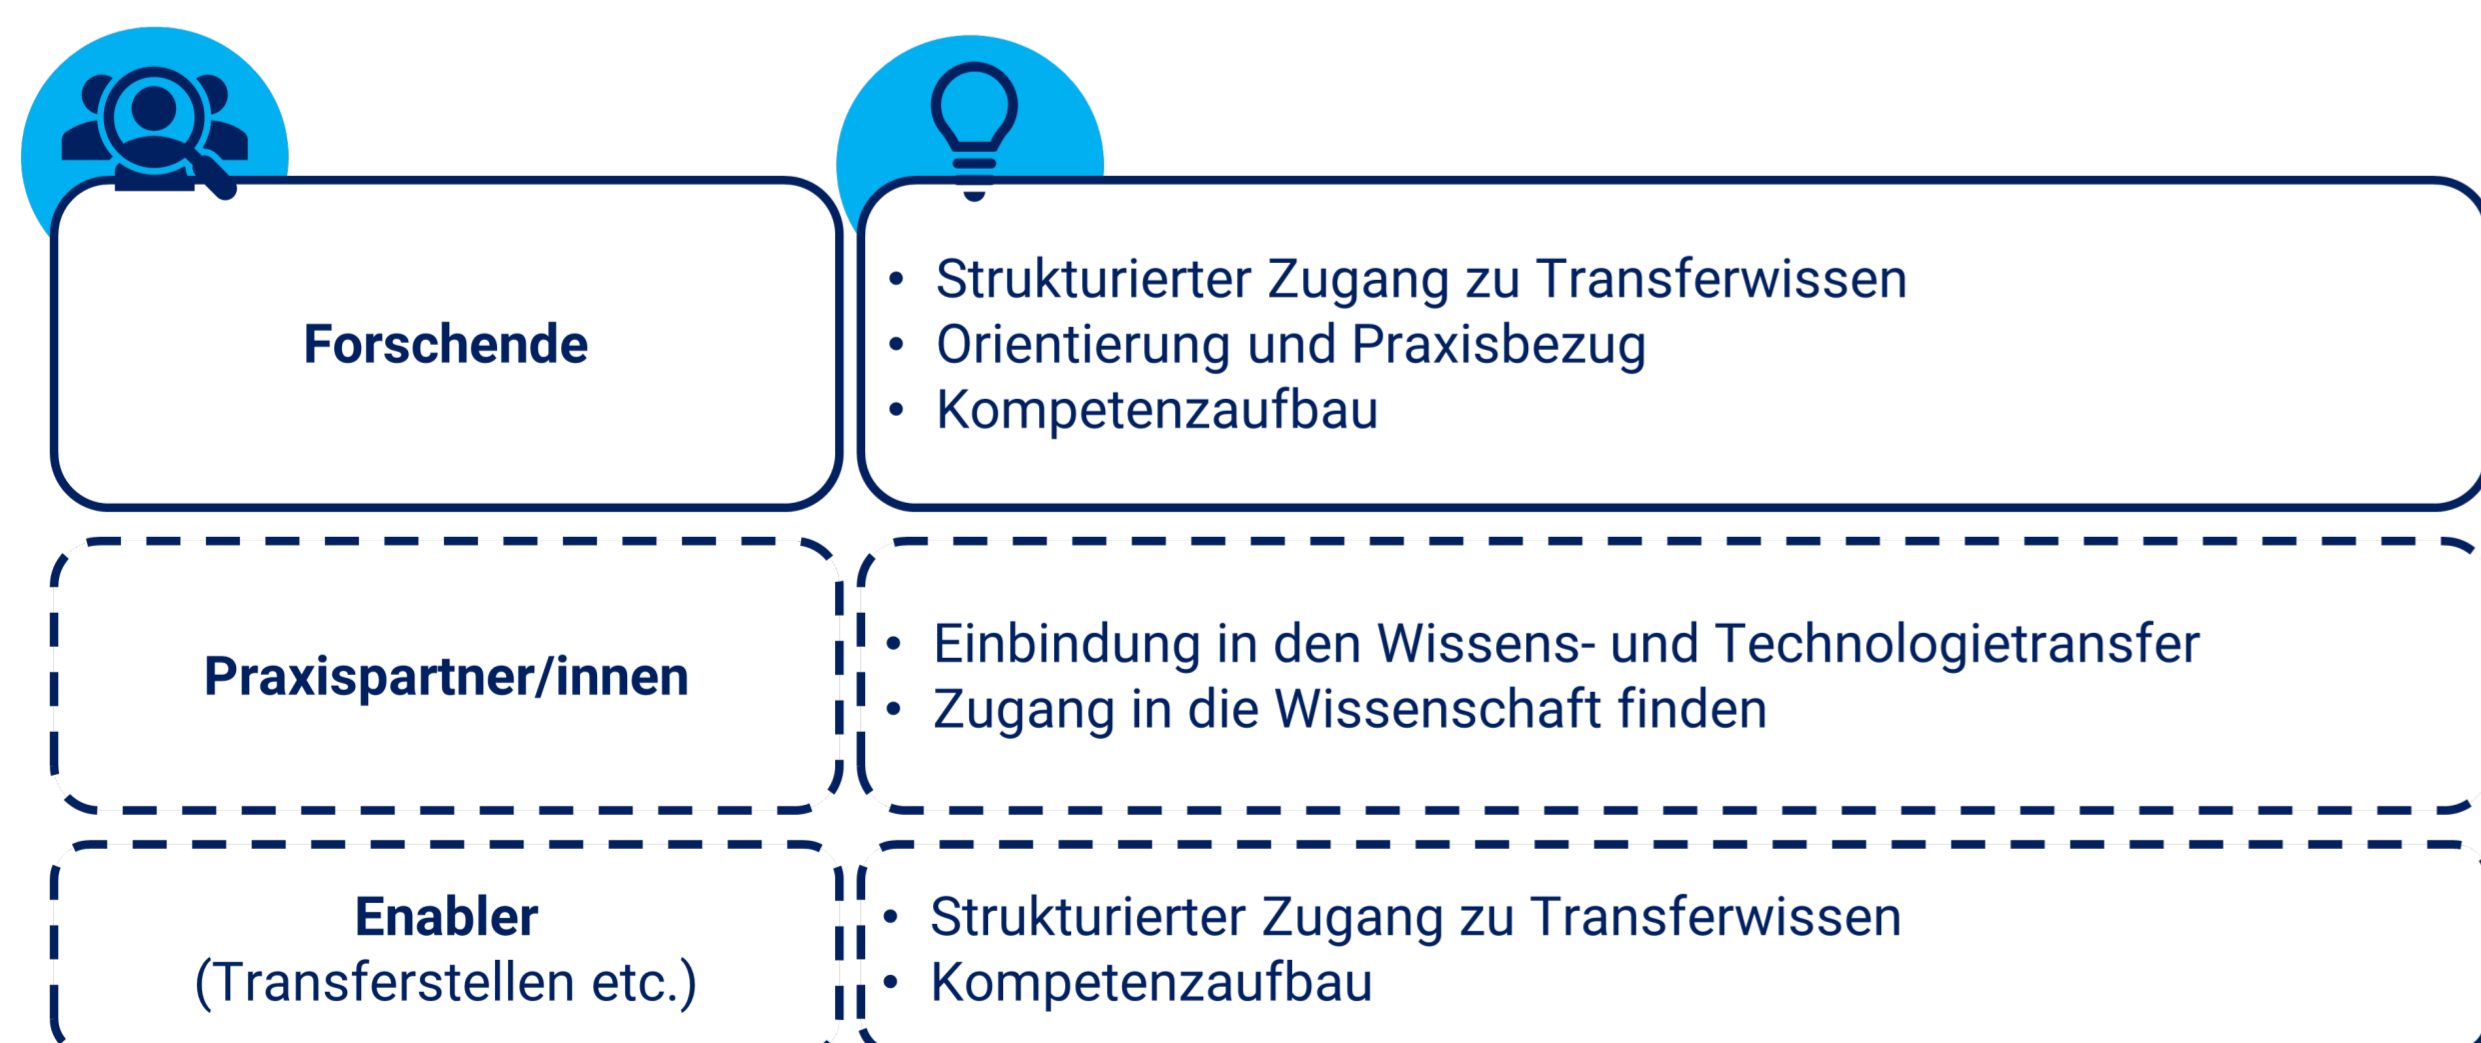 Forschende
• Strukturierter Zugang zu Transferwissen
• Orientierung und Praxisbezug
• Kompetenzaufbau
Praxispartner/innen
• Einbindung in den Wissens- und Technologietransfer
• Zugang in die Wissenschaft finden
Enabler
(Transferstellen etc.)
• Strukturierter Zugang zu Transferwissen
• Kompetenzaufbau